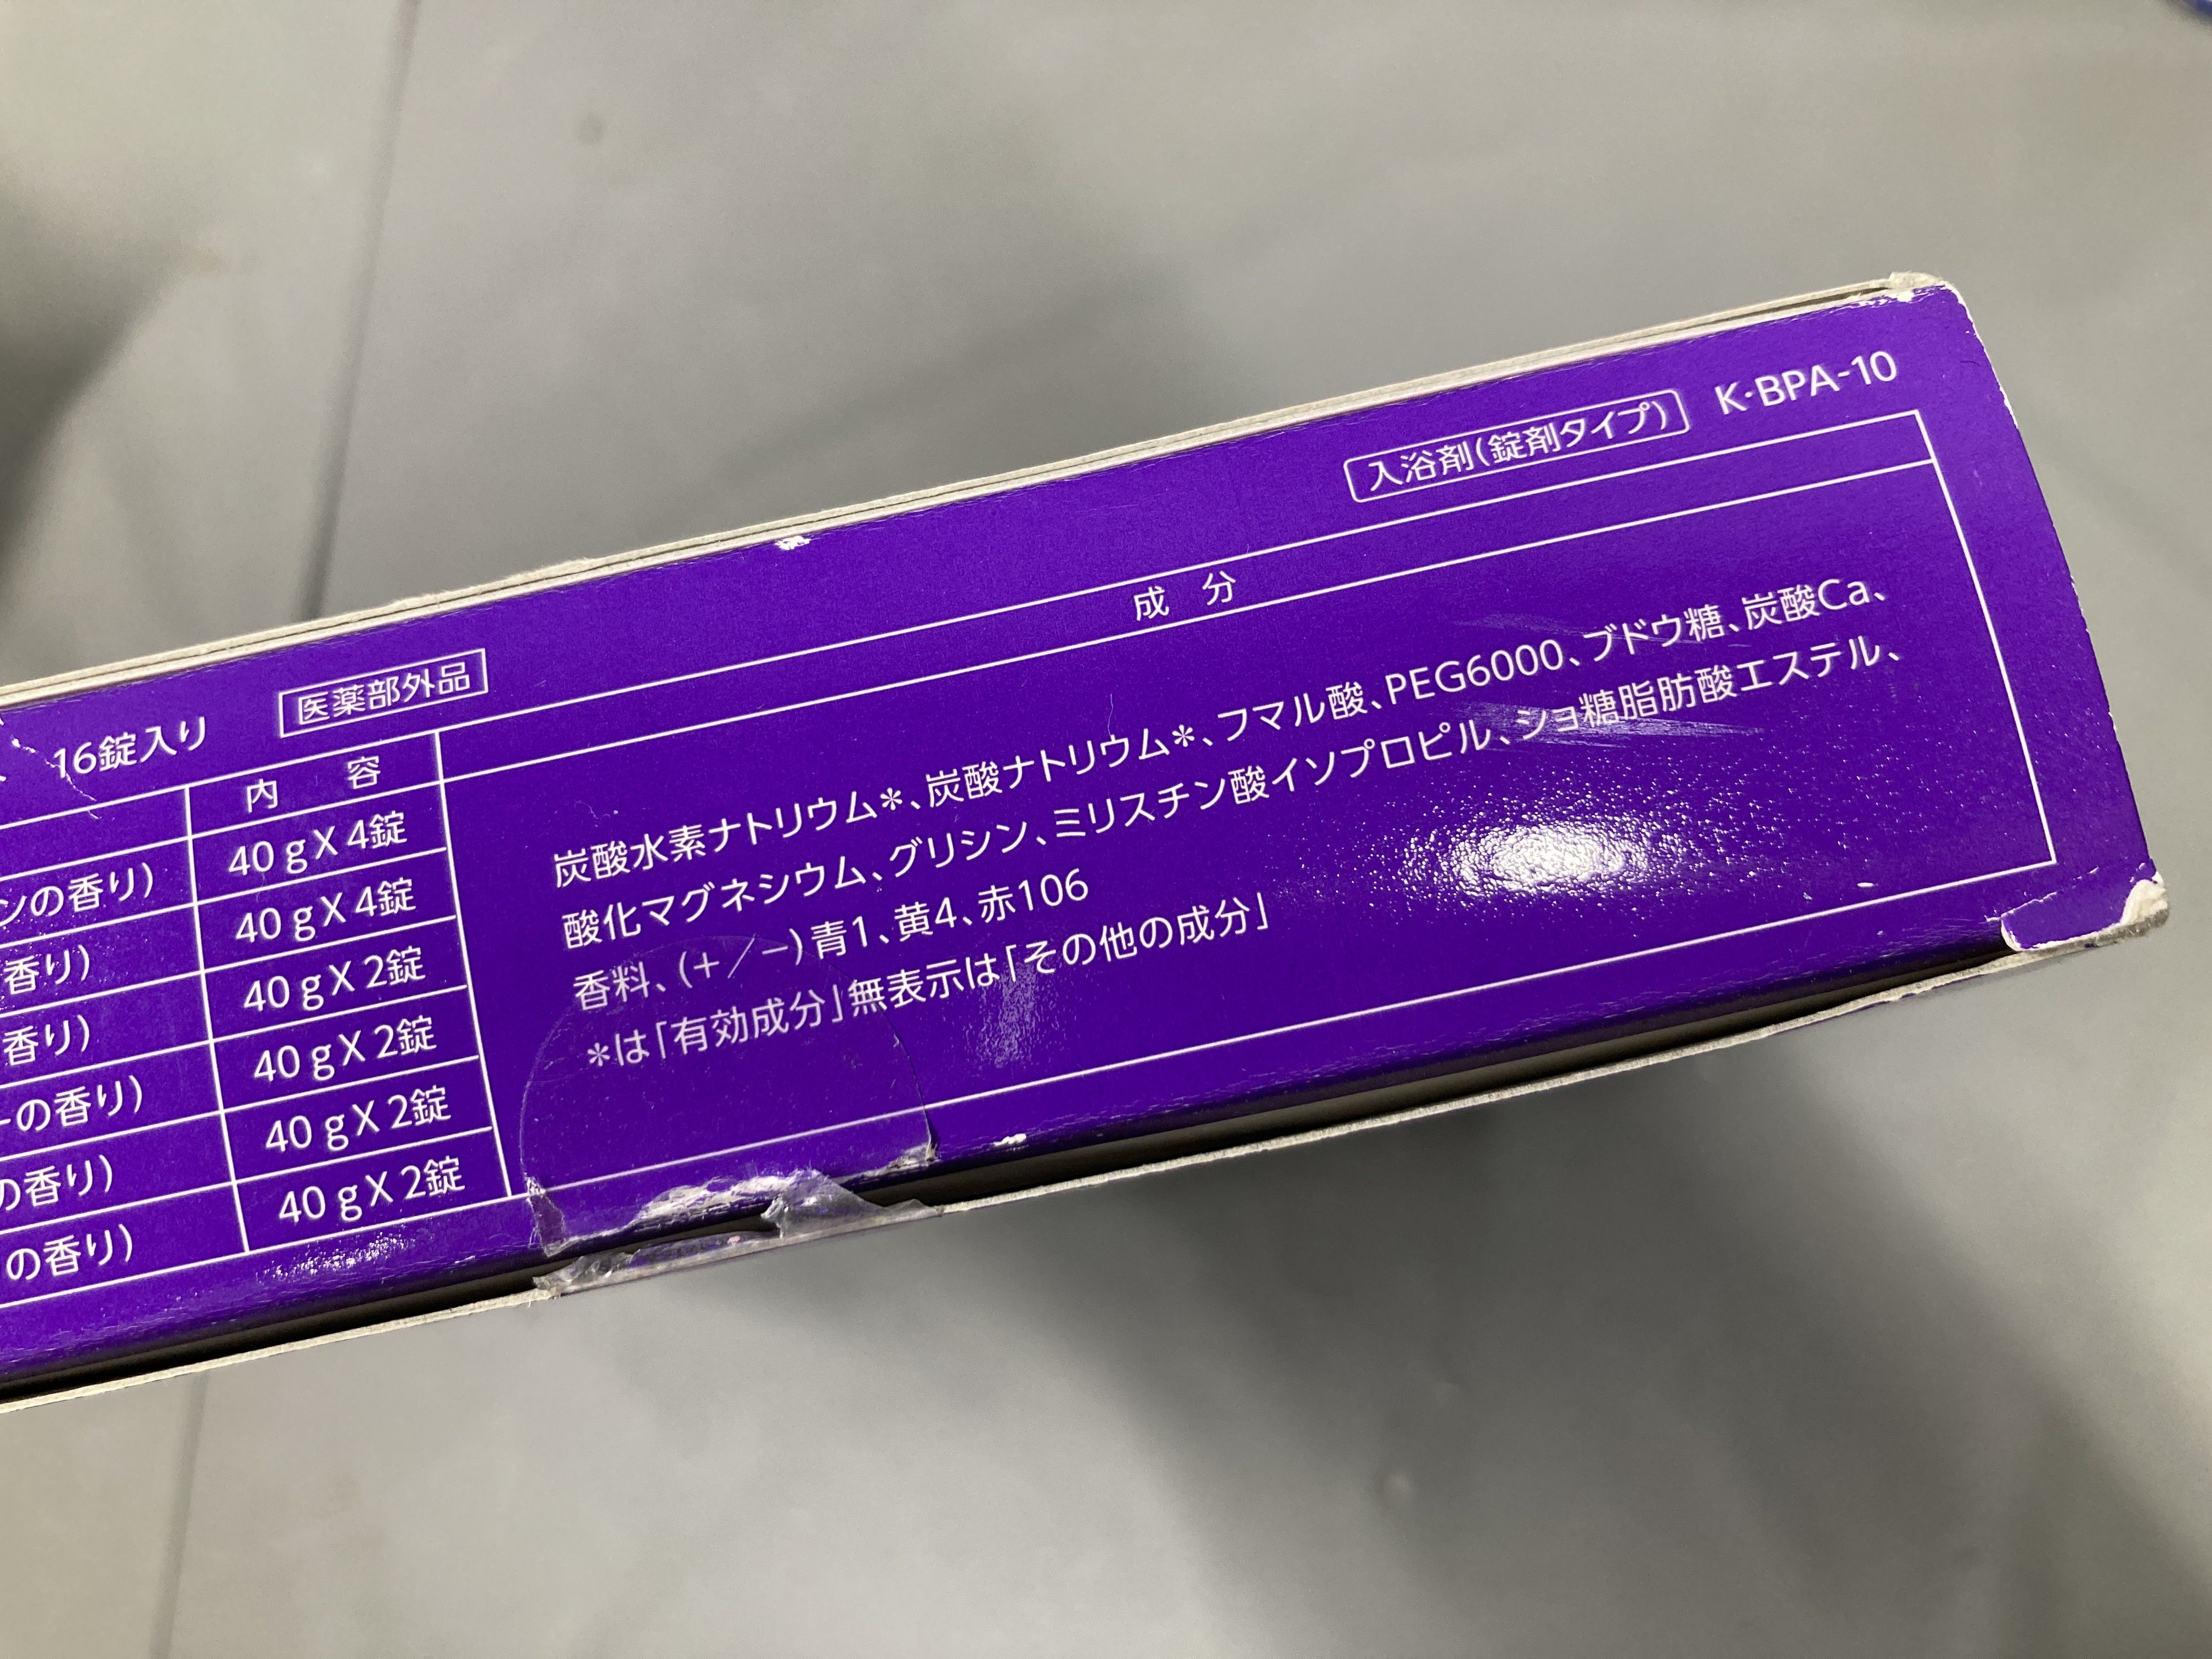 16錠入り 医薬部外品 入浴剤(錠剤タイプ) K・BPA-10
内 容 成 分
40gX4錠
ンの香り) 40gX4錠
香り) 40gX2錠
香り) 40gX2錠
ーの香り) 40gX2錠
の香り) 40gX2錠
の香り)
炭酸水素ナトリウム*、炭酸ナトリウム*、フマル酸、PEG6000、ブドウ糖、炭酸Ca、
酸化マグネシウム、グリシン、ミリスチン酸イソプロピル、ショ糖脂肪酸エステル、
香料、(+/−)青1、黄4、赤106
*は「有効成分」無表示は「その他の成分」